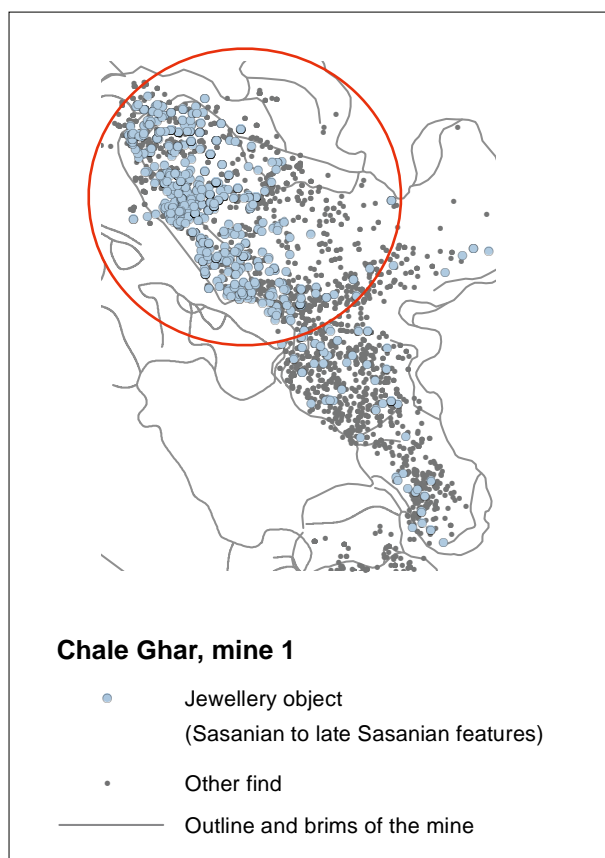 Chale Ghar, mine 1
Jewellery object
(Sasanian to late Sasanian features)
Other find
Outline and brims of the mine